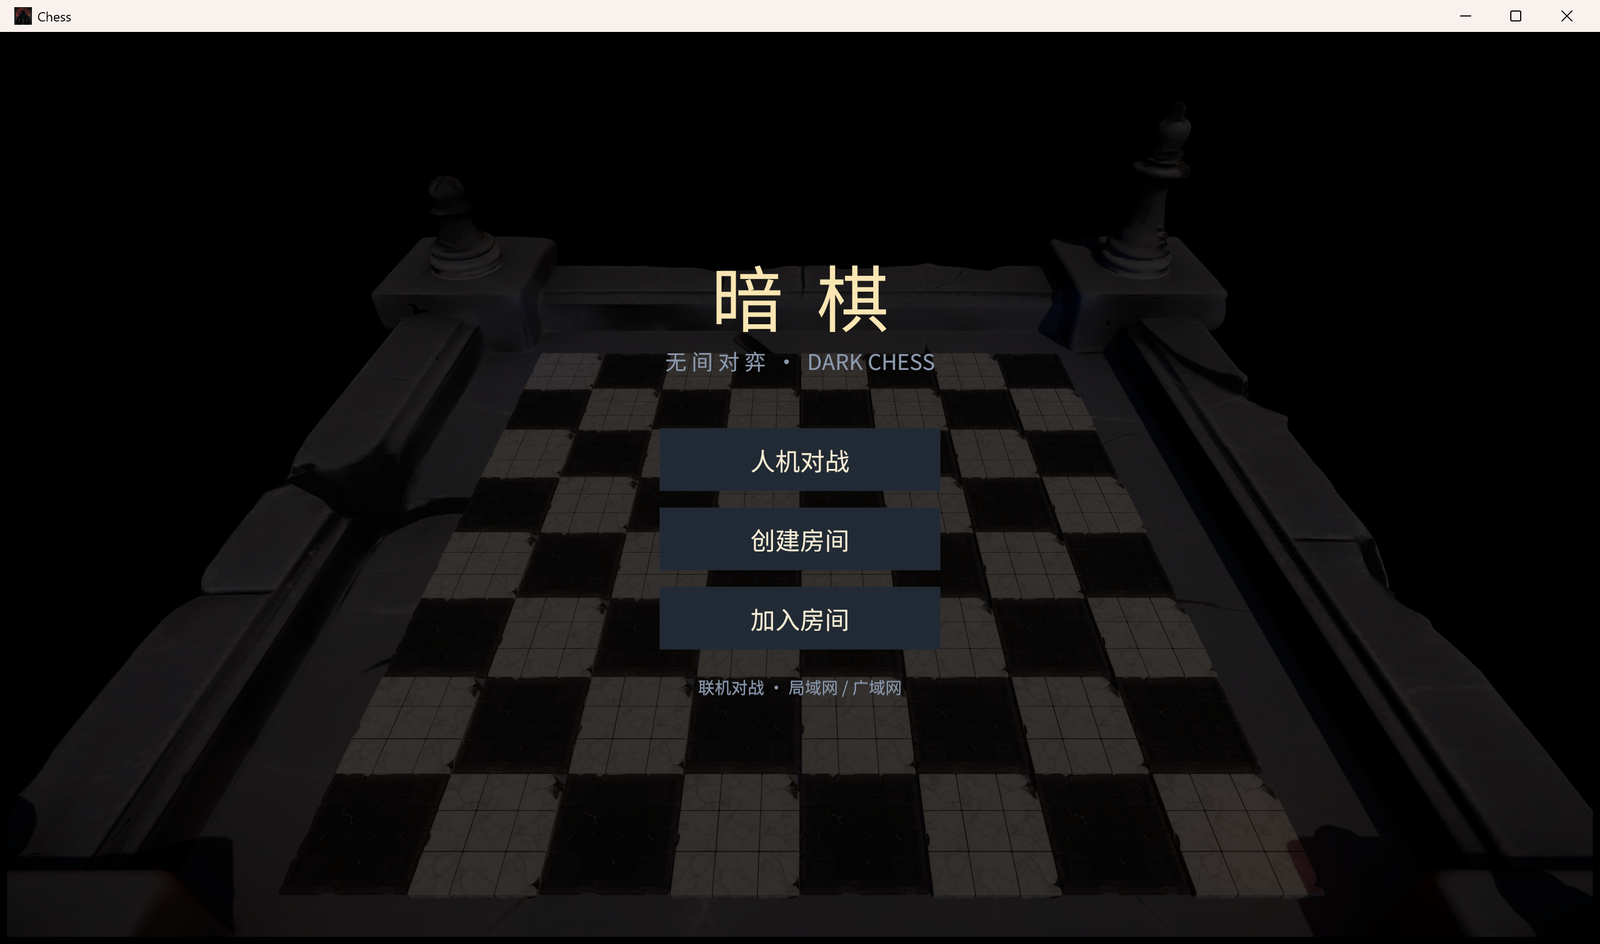 Chess
暗棋
无间对弈 · DARK CHESS
人机对战
创建房间
加入房间
联机对战 · 局域网 / 广域网